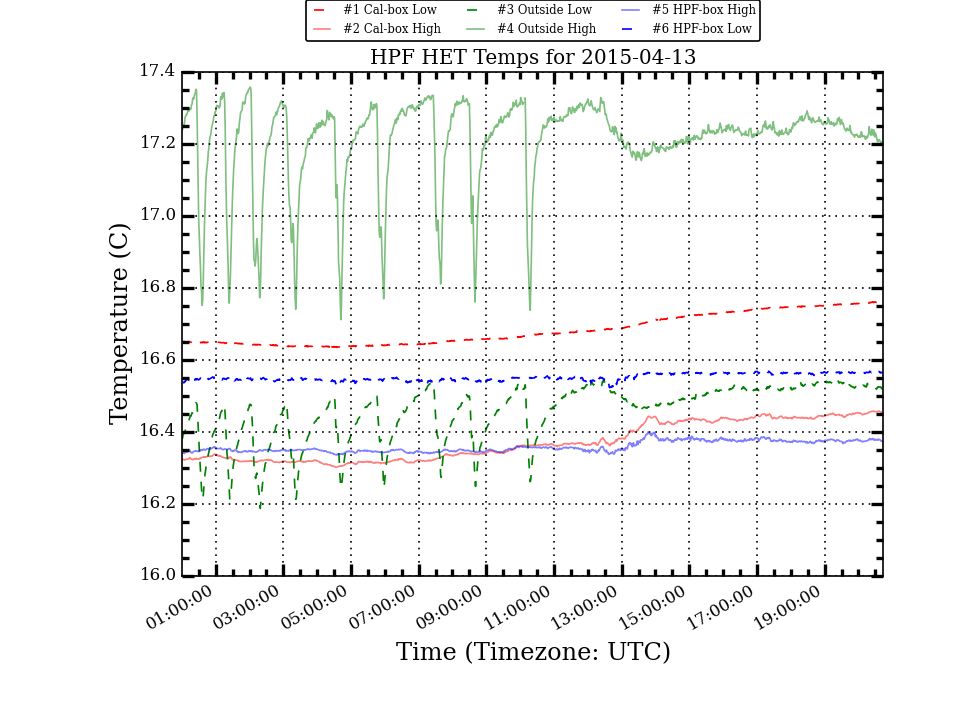 #1 Cal-box Low #3 Outside Low #5 HPF-box High
#2 Cal-box High #4 Outside High #6 HPF-box Low
HPF HET Temps for 2015-04-13
17.4
17.2
17.0
16.8
16.6
16.4
16.2
16.0
Temperature (C)
01:00:00 03:00:00 05:00:00 07:00:00 09:00:00 11:00:00 13:00:00 15:00:00 17:00:00 19:00:00
Time (Timezone: UTC)